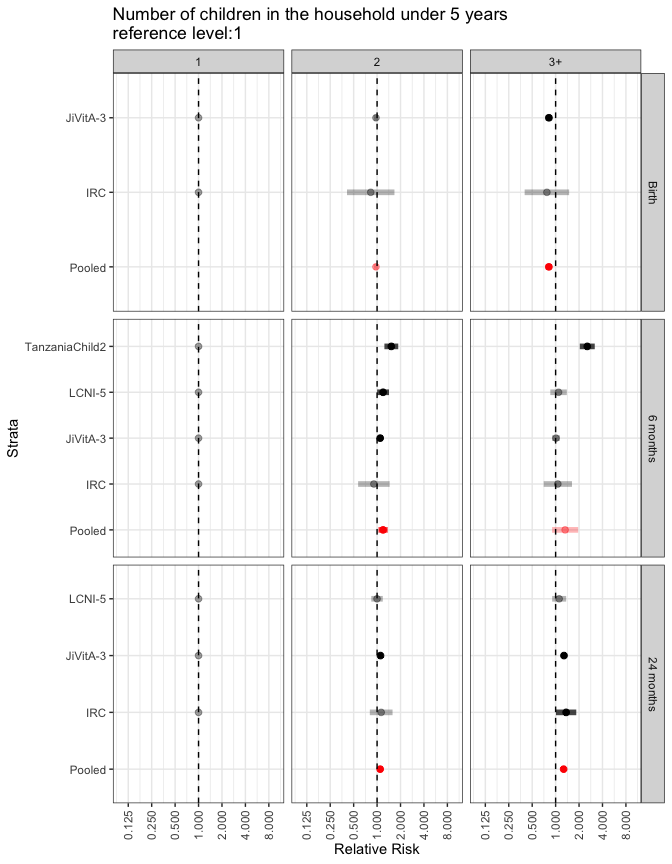 Number of children in the household under 5 years
reference level:1
1
2
3+
JiVitA-3
IRC
Pooled
Birth
TanzaniaChild2
LCNI-5
JiVitA-3
IRC
Pooled
6 months
LCNI-5
JiVitA-3
IRC
Pooled
24 months
Strata
0.125 0.250 0.500 1.000 2.000 4.000 8.000
0.125 0.250 0.500 1.000 2.000 4.000 8.000
0.125 0.250 0.500 1.000 2.000 4.000 8.000
Relative Risk